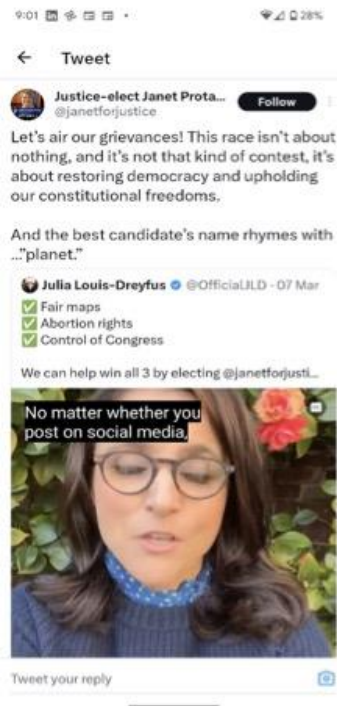 9:01
28%
Tweet
Justice-elect Janet Prota...
Follow
@janetforjustice
Let's air our grievances! This race isn't about
nothing, and it's not that kind of contest, it's
about restoring democracy and upholding
our constitutional freedoms.
And the best candidate's name rhymes with
..."planet."
Julia Louis-Dreyfus @OfficialJLD · 07 Mar
✅ Fair maps
✅ Abortion rights
✅ Control of Congress
We can help win all 3 by electing @janetforjusti...
No matter whether you
post on social media,
Tweet your reply